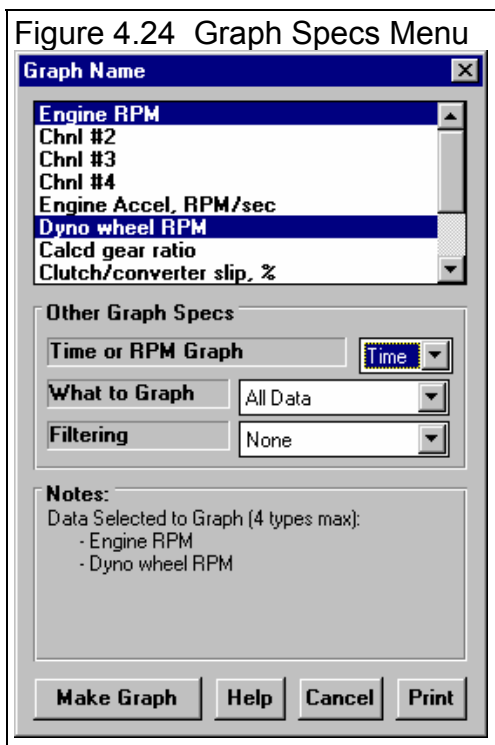 Figure 4.24  Graph Specs Menu
Graph Name
Engine RPM
Chnl #2
Chnl #3
Chnl #4
Engine Accel, RPM/sec
Dyno wheel RPM
Calcd gear ratio
Clutch/converter slip, %
Other Graph Specs
Time or RPM Graph Time
What to Graph All Data
Filtering None
Notes:
Data Selected to Graph (4 types max):
- Engine RPM
- Dyno wheel RPM
Make Graph Help Cancel Print